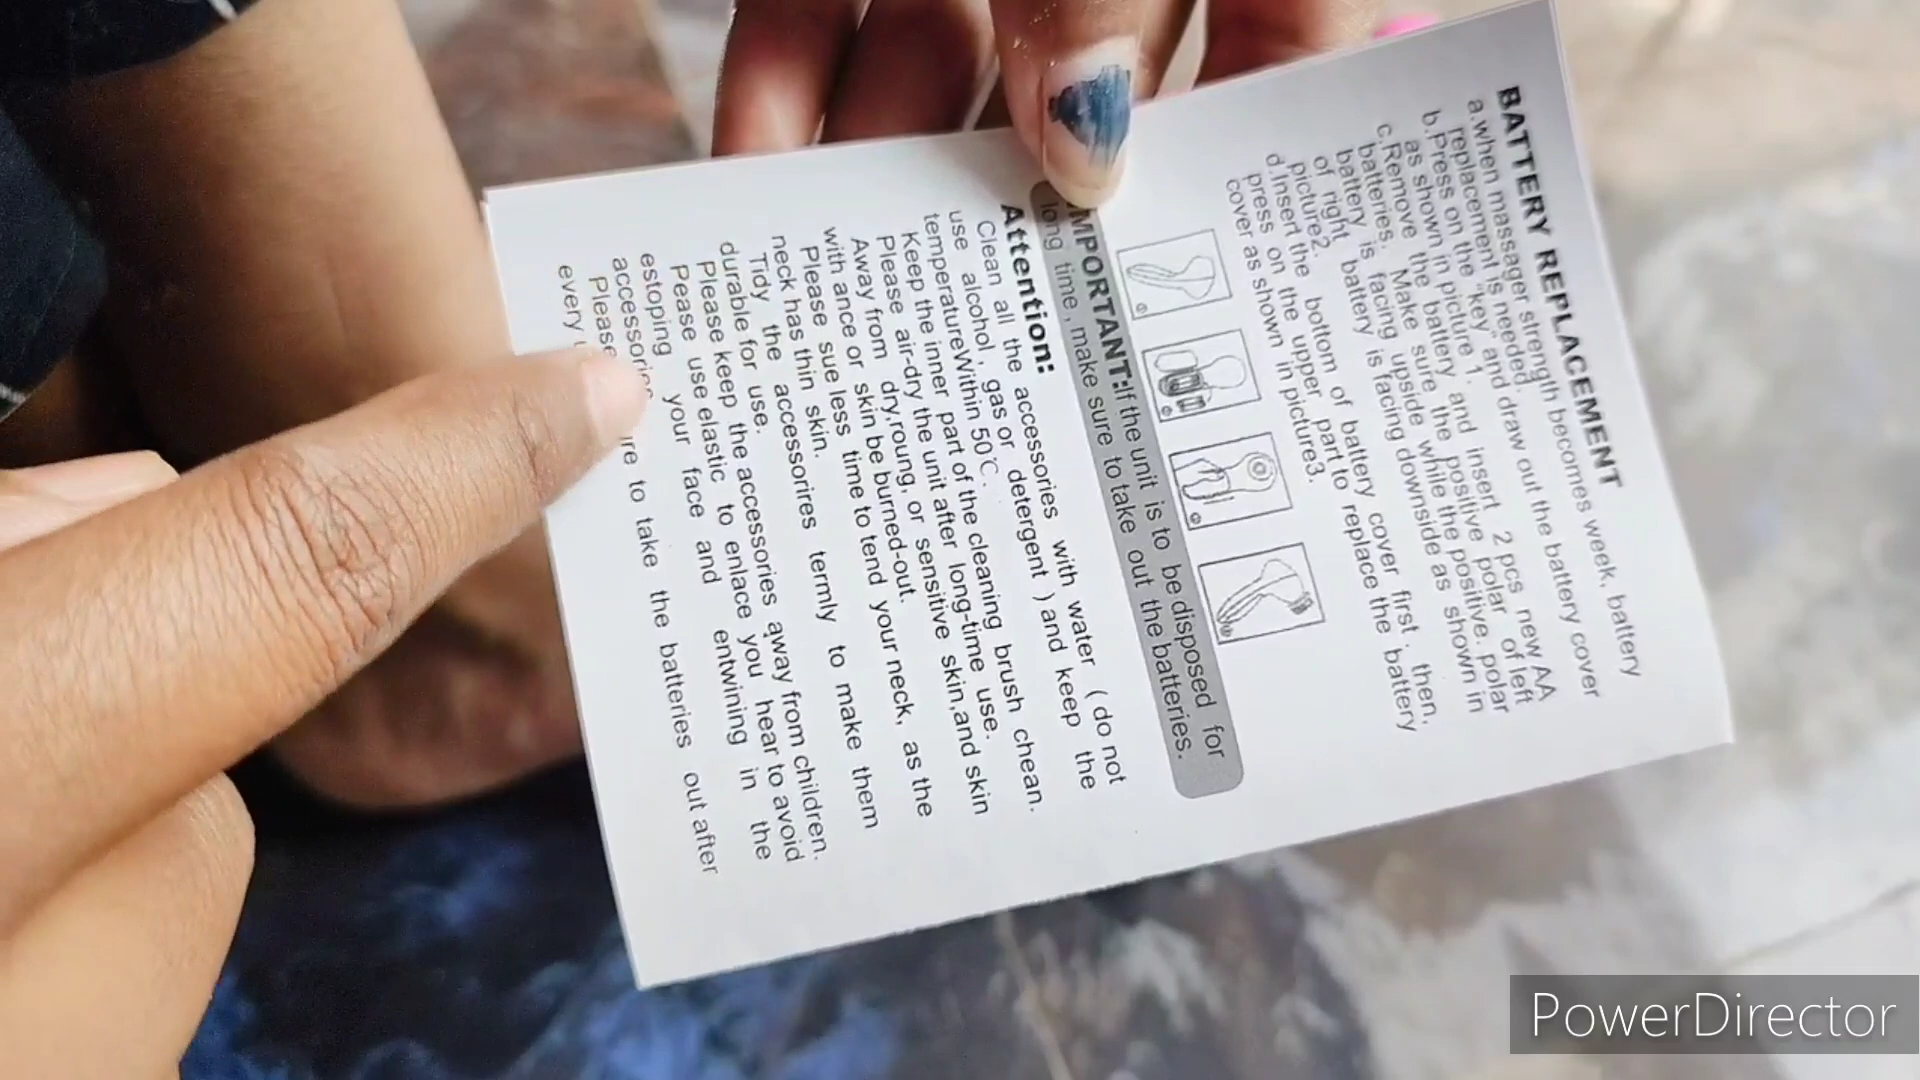 BATTERY REPLACEMENT
a.when massager strength becomes week, battery
replacement is needed.
b.Press on the "key" and draw out the battery cover
as shown in picture 1.
c.Remove the battery and insert 2 pcs new AA
batteries. Make sure the positive polar of left
battery is facing upside while the positive. polar
of right battery is facing downside as shown in
picture2.
d.Insert the bottom of battery cover first, then,
press on the upper part to replace the battery
cover as shown in picture3.
MPORTANT:If the unit is to be disposed for
long time, make sure to take out the batteries.
Attention:
Clean all the accessories with water ( do not
use alcohol, gas or detergent ) and keep the
temperatureWithin 50℃.
Keep the inner part of the cleaning brush chean.
Please air-dry the unit after long-time use.
Away from dry,roung, or sensitive skin,and skin
with ance or skin be burned-out.
Please sue less time to tend your neck, as the
neck has thin skin.
Tidy the accessorires termly to make them
durable for use.
Please keep the accessories away from children.
Pease use elastic to enlace you hear to avoid
estoping your face and entwining in the
accessories
Please to take the batteries out after
every
PowerDirector